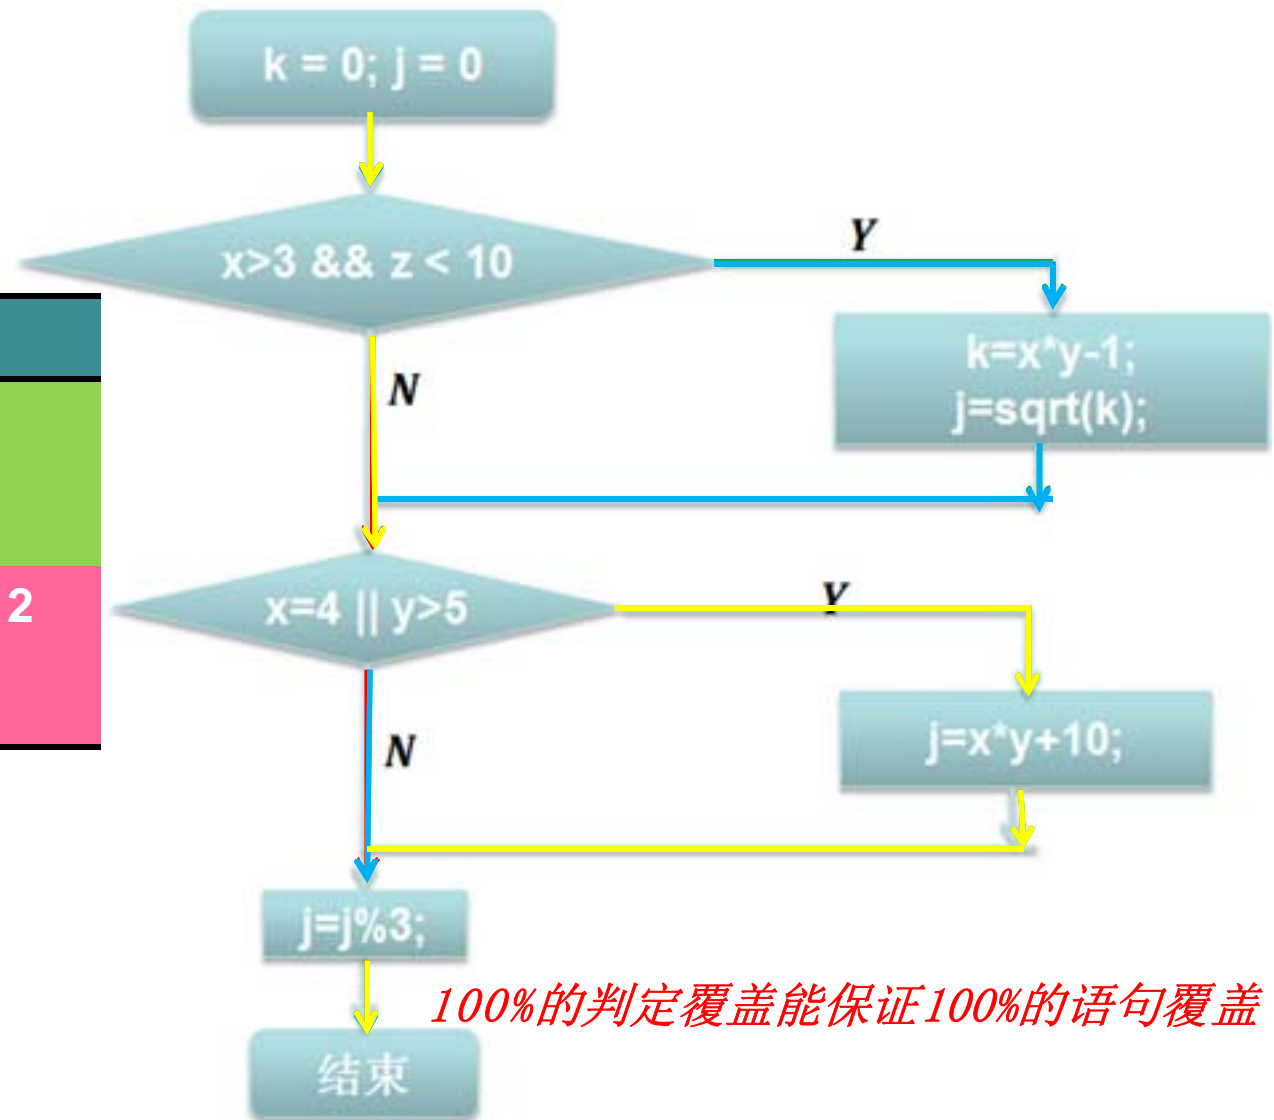 k = 0; j = 0
x>3 && z < 10
Y
k=x*y-1;
j=sqrt(k);
N
2
x=4 || y>5
Y
j=x*y+10;
N
j=j%3;
100%的判定覆盖能保证100%的语句覆盖
结束